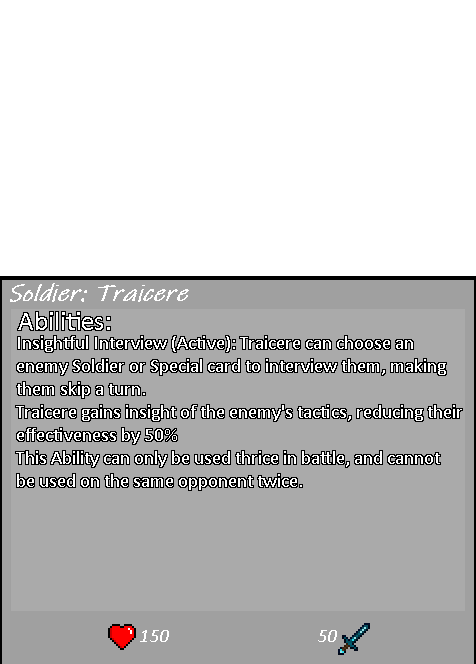 Soldier: Traicere
Abilities:
Insightful Interview (Active): Traicere can choose an
enemy Soldier or Special card to interview them, making
them skip a turn.
Traicere gains insight of the enemy's tactics, reducing their
effectiveness by 50%
This Ability can only be used thrice in battle, and cannot
be used on the same opponent twice.
150 50